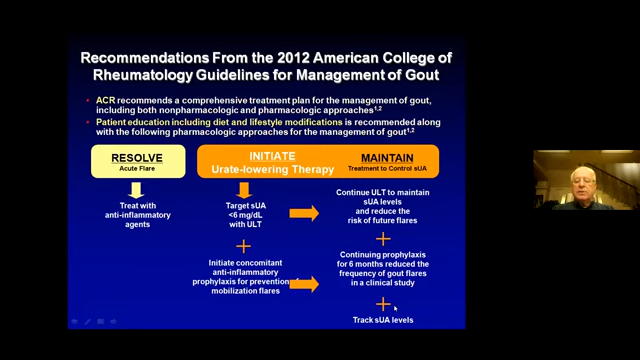 Recommendations From the 2012 American College of
Rheumatology Guidelines for Management of Gout
• ACR recommends a comprehensive treatment plan for the management of gout,
including both nonpharmacologic and pharmacologic approaches1,2
• Patient education including diet and lifestyle modifications is recommended along
with the following pharmacologic approaches for the management of gout1,2
RESOLVE
Acute Flare
INITIATE
Urate-lowering Therapy
MAINTAIN
Treatment to Control sUA
Treat with
anti-inflammatory
agents
Target sUA
<6 mg/dL
with ULT
+
Initiate concomitant
anti-inflammatory
prophylaxis for prevention of
mobilization flares
Continue ULT to maintain
sUA levels
and reduce the
risk of future flares
+
Continuing prophylaxis
for 6 months reduced the
frequency of gout flares
in a clinical study
+
Track sUA levels